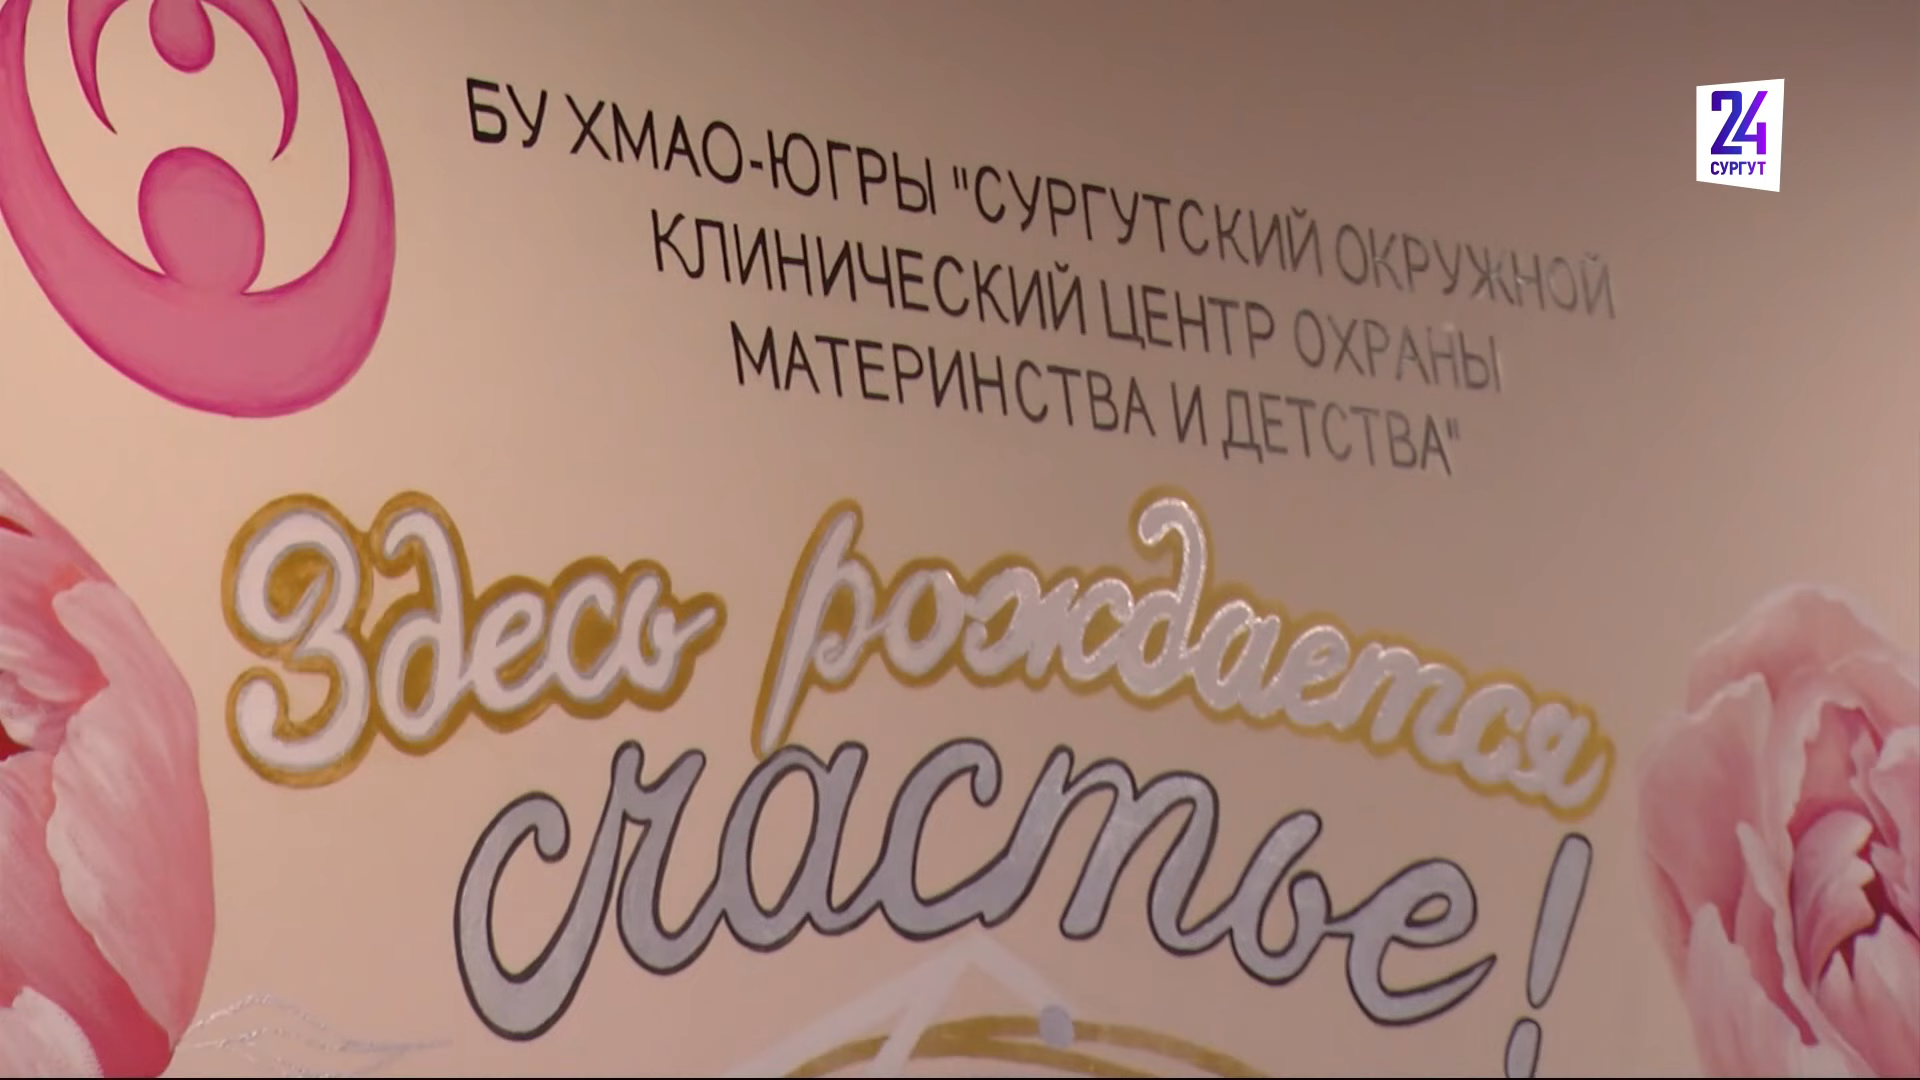 24
СУРГУТ
БУ ХМАО-ЮГРЫ "СУРГУТСКИЙ ОКРУЖНОЙ
КЛИНИЧЕСКИЙ ЦЕНТР ОХРАНЫ
МАТЕРИНСТВА И ДЕТСТВА"
Здесь рождается
счастье!